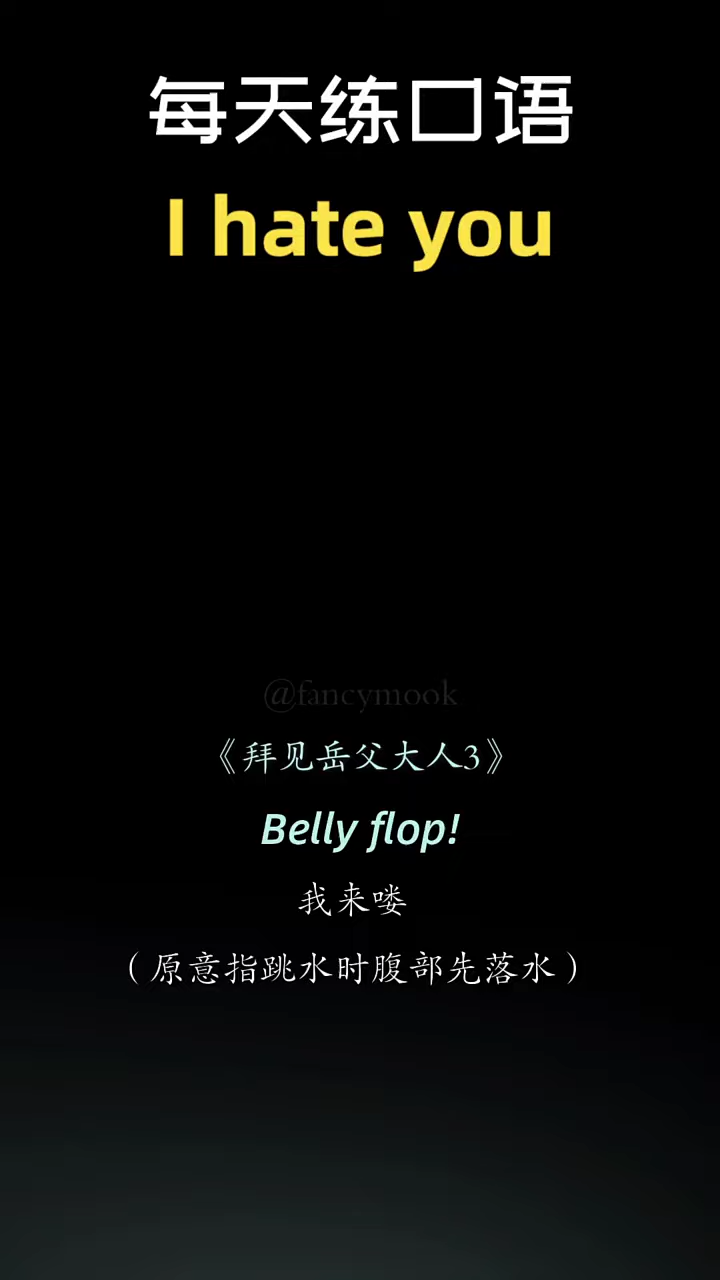 每天练口语
I hate you
@fancymook
《拜见岳父大人3》
Belly flop!
我来喽
（原意指跳水时腹部先落水）